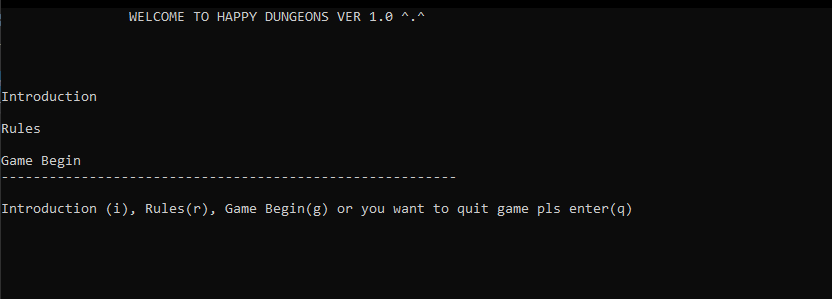 WELCOME TO HAPPY DUNGEONS VER 1.0 ^.^
Introduction
Rules
Game Begin
---------------------------------------------------------
Introduction (i), Rules(r), Game Begin(g) or you want to quit game pls enter(q)